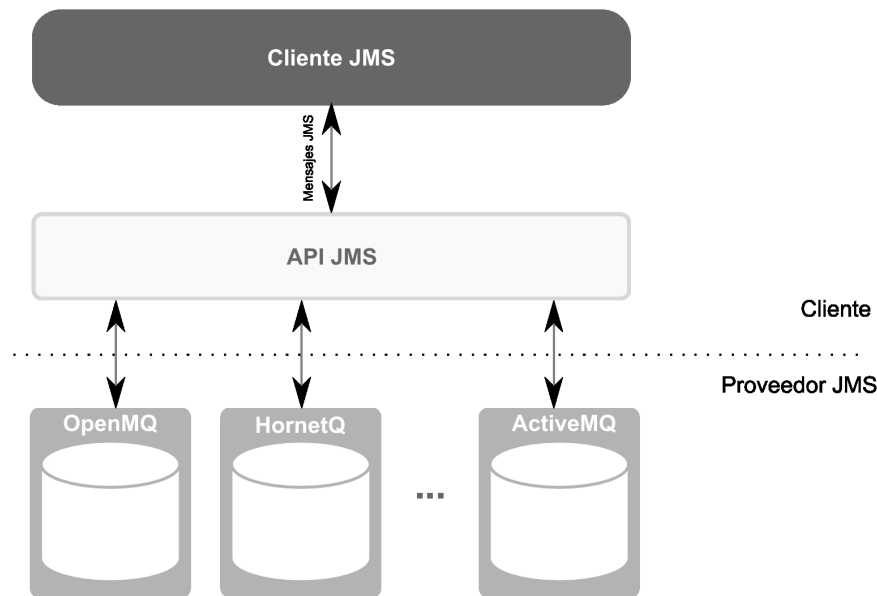 Cliente JMS
Mensajes JMS
API JMS
Cliente
Proveedor JMS
OpenMQ
HornetQ
ActiveMQ
...